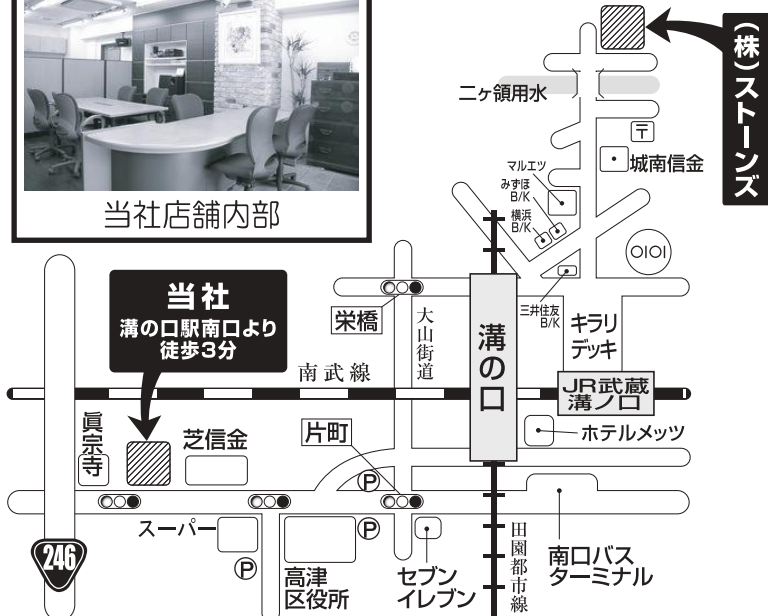 当社店舗内部
(株)ストーンズ
二ヶ領用水
〒
城南信金
マルエツ
みずほ
B/K
横浜
B/K
OIOI
三井住友
B/K
キラリ
デッキ
当社
溝の口駅南口より
徒歩3分
栄橋
大山街道
溝の口
南武線
JR武蔵
溝ノ口
眞宗寺
芝信金
片町
ホテルメッツ
P
スーパー
P
P
246
高津
区役所
セブン
イレブン
田園都市線
南口バス
ターミナル